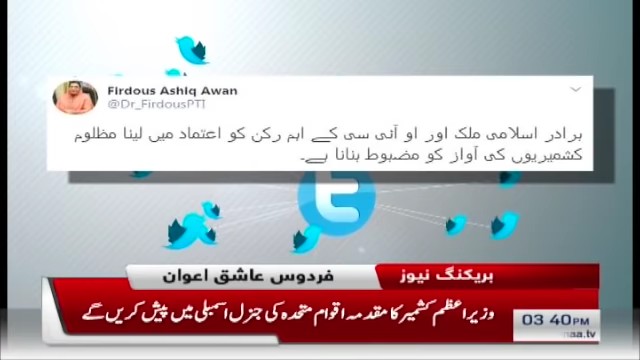 Firdous Ashiq Awan
@Dr_FirdousPTI
برادر اسلامی ملک اور او آئی سی کے اہم رکن کو اعتماد میں لینا مظلوم
کشمیریوں کی آواز کو مضبوط بنانا ہے۔
بریکنگ نیوز
فردوس عاشق اعوان
وزیراعظم کشمیر کا مقدمہ اقوام متحدہ کی جنرل اسمبلی میں پیش کریں گے
03 40PM
naa.tv